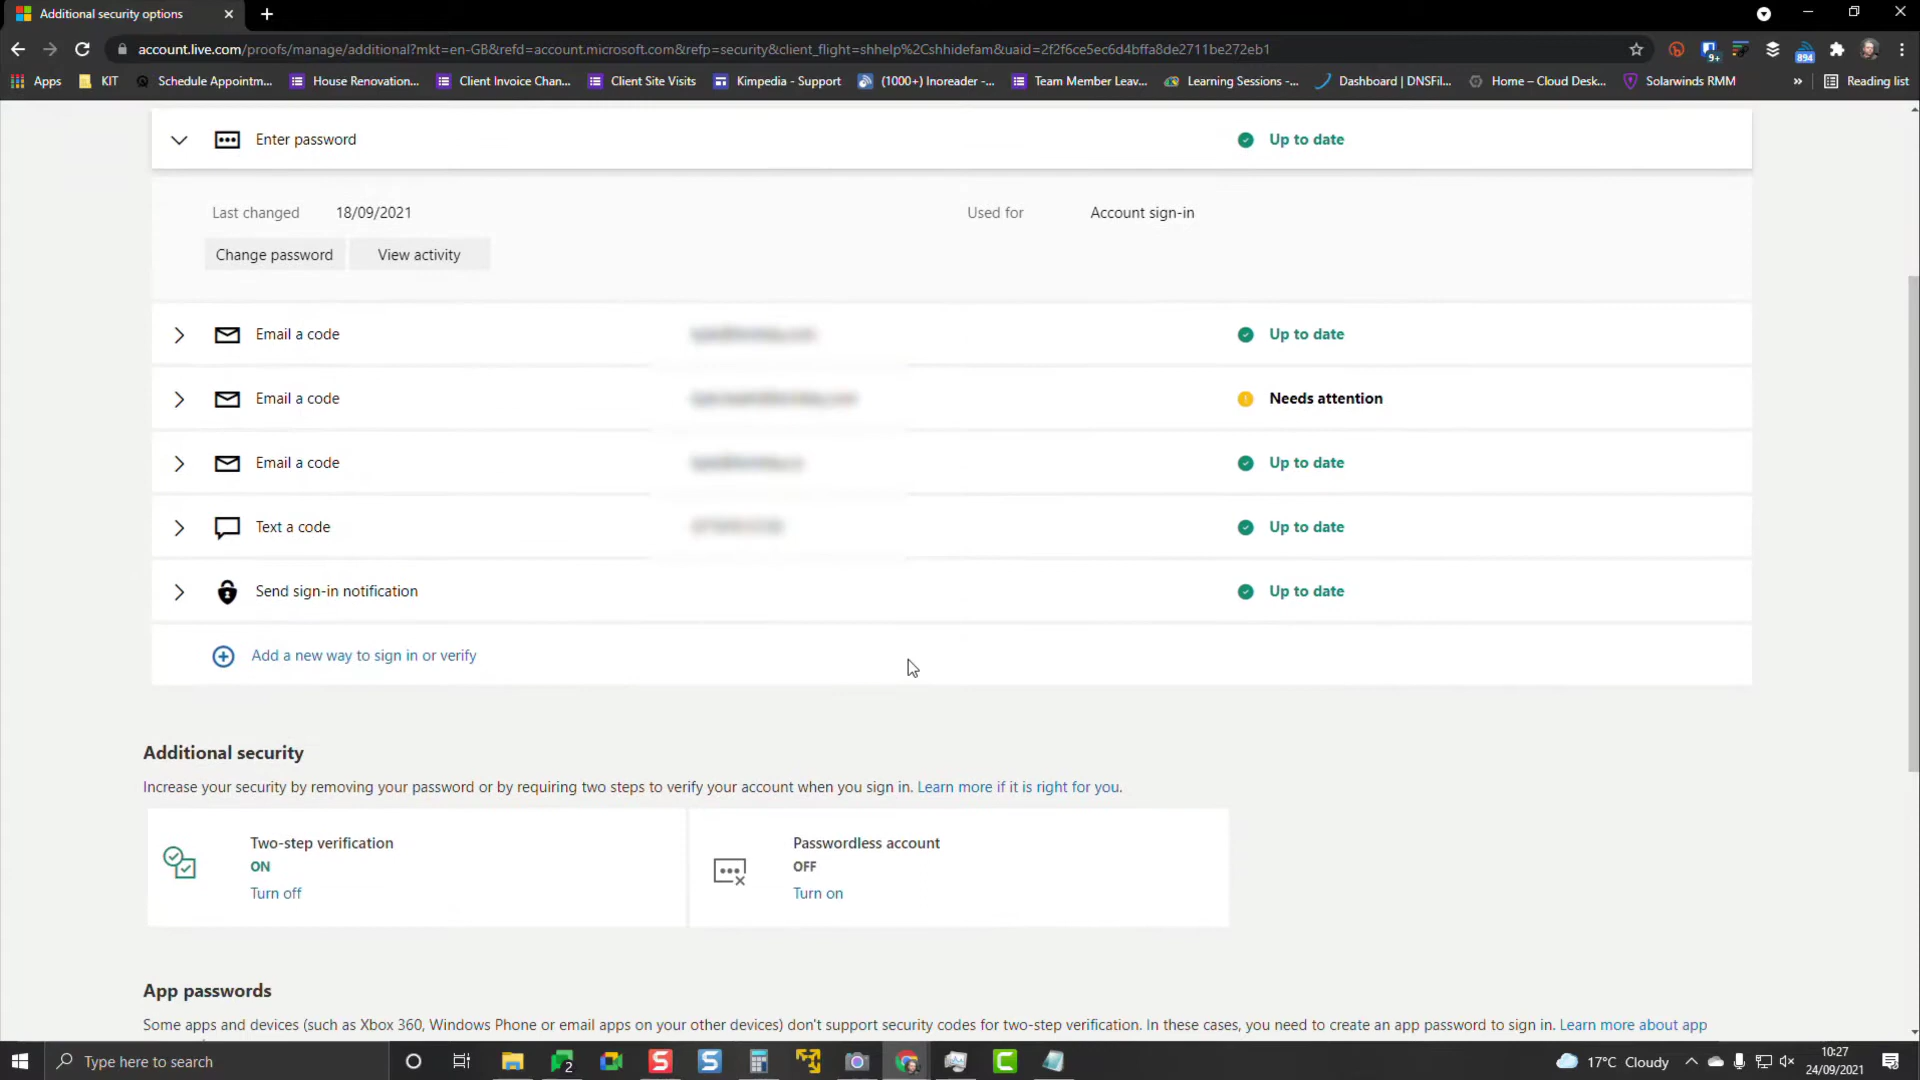 Additional security options
account.live.com/proofs/manage/additional?mkt=en-GB&refd=account.microsoft.com&refp=security&client_flight=shhelp%2Cshhidefam&uaid=2f2f6ce5ec6d4bffa8de2711be272eb1
9+
894
Apps
KIT
Schedule Appointm...
House Renovation...
Client Invoice Chan...
Client Site Visits
Kimpedia - Support
(1000+) Inoreader -...
Team Member Leav...
Learning Sessions -...
Dashboard | DNSFil...
Home – Cloud Desk...
Solarwinds RMM
»
Reading list
Enter password
Up to date
Last changed 18/09/2021
Used for Account sign-in
Change password
View activity
Email a code
Up to date
Email a code
Needs attention
Email a code
Up to date
Text a code
Up to date
Send sign-in notification
Up to date
Add a new way to sign in or verify
Additional security
Increase your security by removing your password or by requiring two steps to verify your account when you sign in. Learn more if it is right for you.
Two-step verification
ON
Turn off
Passwordless account
OFF
Turn on
App passwords
Some apps and devices (such as Xbox 360, Windows Phone or email apps on your other devices) don't support security codes for two-step verification. In these cases, you need to create an app password to sign in. Learn more about app
Type here to search
2
17°C Cloudy
10:27
24/09/2021